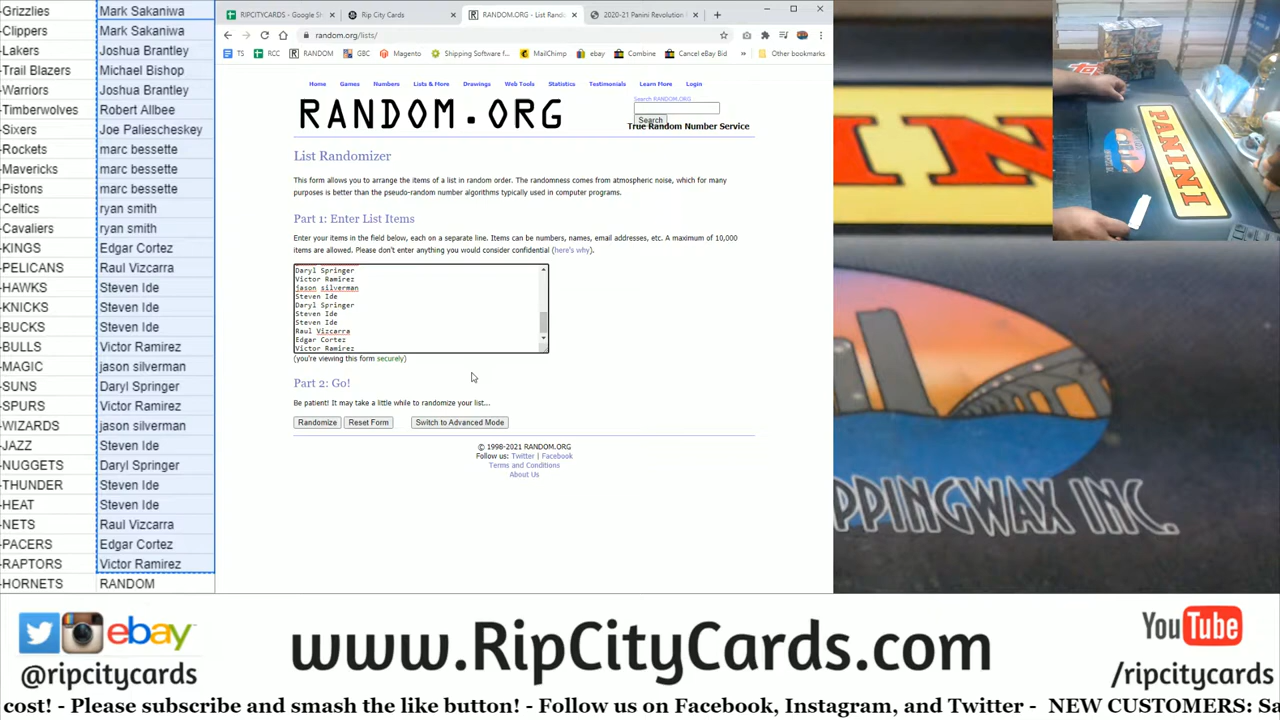 -Grizzlies Mark Sakaniwa
-Clippers Mark Sakaniwa
-Lakers Joshua Brantley
-Trail Blazers Michael Bishop
-Warriors Joshua Brantley
-Timberwolves Robert Allbee
-Sixers Joe Paliescheskey
-Rockets marc bessette
-Mavericks marc bessette
-Pistons marc bessette
-Celtics ryan smith
-Cavaliers ryan smith
-KINGS Edgar Cortez
-PELICANS Raul Vizcarra
-HAWKS Steven Ide
-KNICKS Steven Ide
-BUCKS Steven Ide
-BULLS Victor Ramirez
-MAGIC jason silverman
-SUNS Daryl Springer
-SPURS Victor Ramirez
-WIZARDS jason silverman
-JAZZ Steven Ide
-NUGGETS Daryl Springer
-THUNDER Steven Ide
-HEAT Steven Ide
-NETS Raul Vizcarra
-PACERS Edgar Cortez
-RAPTORS Victor Ramirez
-HORNETS RANDOM
RIPCITYCARDS - Google S Rip City Cards RANDOM.ORG - List Rando 2020-21 Panini Revolution
random.org/lists/
TS RCC RANDOM GBC Magento Shipping Software f... MailChimp ebay Combine Cancel eBay Bid » Other bookmarks
Home Games Numbers Lists & More Drawings Web Tools Statistics Testimonials Learn More Login
RANDOM.ORG
Search RANDOM.ORG
Search
True Random Number Service
List Randomizer
This form allows you to arrange the items of a list in random order. The randomness comes from atmospheric noise, which for many
purposes is better than the pseudo-random number algorithms typically used in computer programs.
Part 1: Enter List Items
Enter your items in the field below, each on a separate line. Items can be numbers, names, email addresses, etc. A maximum of 10,000
items are allowed. Please don't enter anything you would consider confidential (here's why).
Daryl Springer
Victor Ramirez
jason silverman
Steven Ide
Daryl Springer
Steven Ide
Steven Ide
Raul Vizcarra
Edgar Cortez
Victor Ramirez
(you're viewing this form securely)
Part 2: Go!
Be patient! It may take a little while to randomize your list...
Randomize Reset Form Switch to Advanced Mode
© 1998-2021 RANDOM.ORG
Follow us: Twitter | Facebook
Terms and Conditions
About Us
PANINI
PPINGWAX INC.
ebay
@ripcitycards
www.RipCityCards.com
YouTube
/ripcitycards
cost! - Please subscribe and smash the like button! - Follow us on Facebook, Instagram, and Twitter - NEW CUSTOMERS: Sa